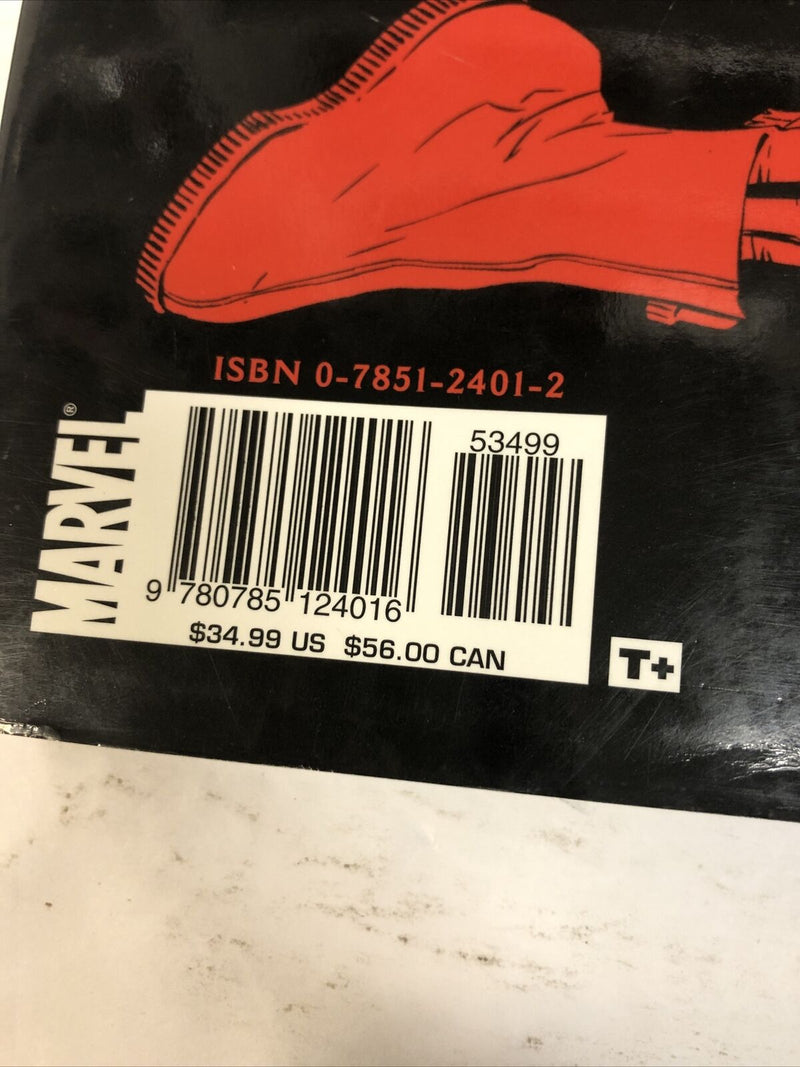 ISBN 0-7851-2401-2
MARVEL®
53499
9 780785 124016
$34.99 US $56.00 CAN
T+